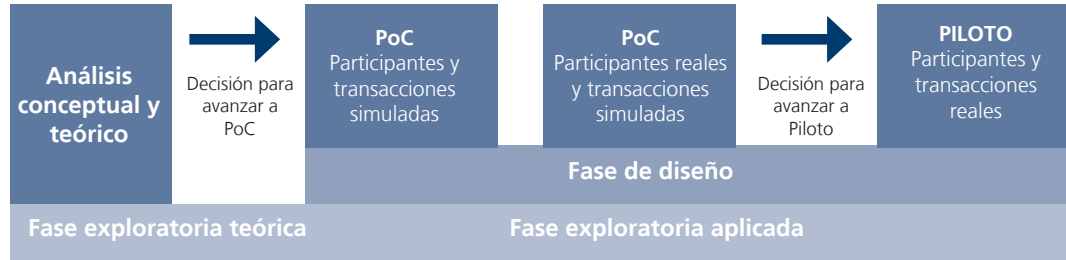 Análisis
conceptual y
teórico
Decisión para
avanzar a
PoC
PoC
Participantes y
transacciones
simuladas
PoC
Participantes reales
y transacciones
simuladas
Decisión para
avanzar a
Piloto
PILOTO
Participantes y
transacciones
reales
Fase de diseño
Fase exploratoria teórica
Fase exploratoria aplicada